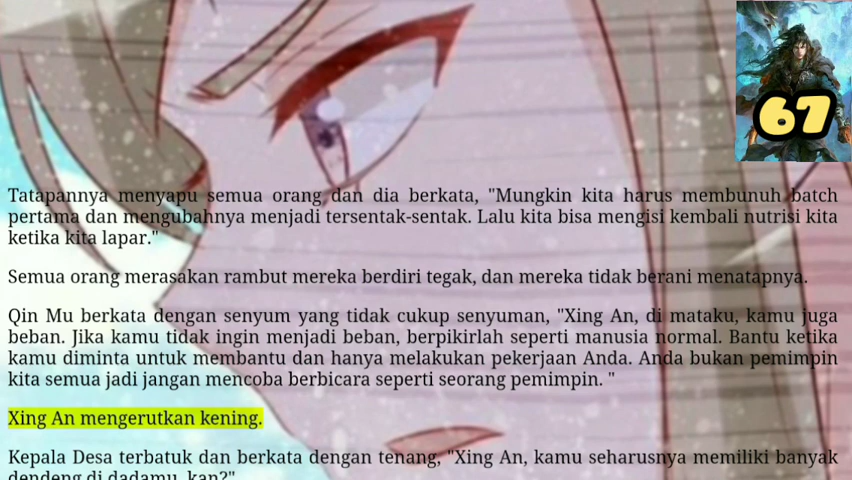 67
Tatapannya menyapu semua orang dan dia berkata, "Mungkin kita harus membunuh batch
pertama dan mengubahnya menjadi tersentak-sentak. Lalu kita bisa mengisi kembali nutrisi kita
ketika kita lapar."
Semua orang merasakan rambut mereka berdiri tegak, dan mereka tidak berani menatapnya.
Qin Mu berkata dengan senyum yang tidak cukup senyuman, "Xing An, di mataku, kamu juga
beban. Jika kamu tidak ingin menjadi beban, berpikirlah seperti manusia normal. Bantu ketika
kamu diminta untuk membantu dan hanya melakukan pekerjaan Anda. Anda bukan pemimpin
kita semua jadi jangan mencoba berbicara seperti seorang pemimpin. "
Xing An mengerutkan kening.
Kepala Desa terbatuk dan berkata dengan tenang, "Xing An, kamu seharusnya memiliki banyak
dendeng di dadamu, kan?"